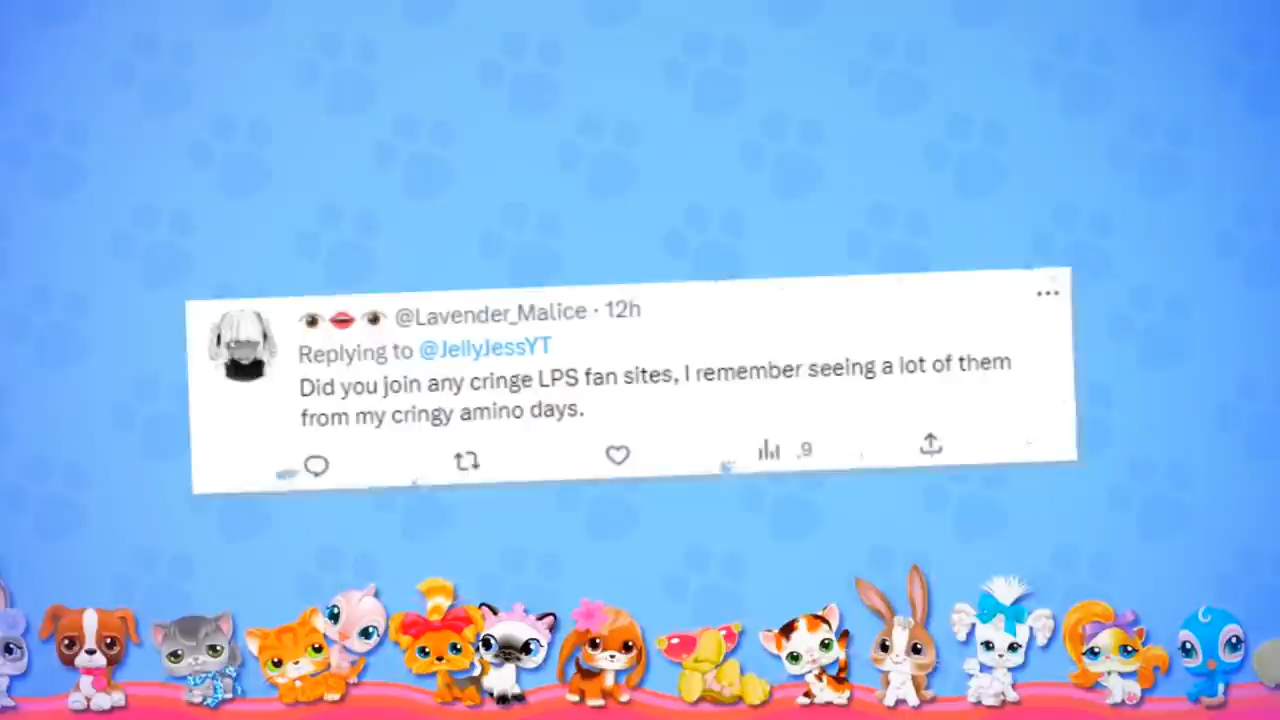 👁️👄👁️ @Lavender_Malice · 12h
Replying to @JellyJessYT
Did you join any cringe LPS fan sites, I remember seeing a lot of them
from my cringy amino days.
9